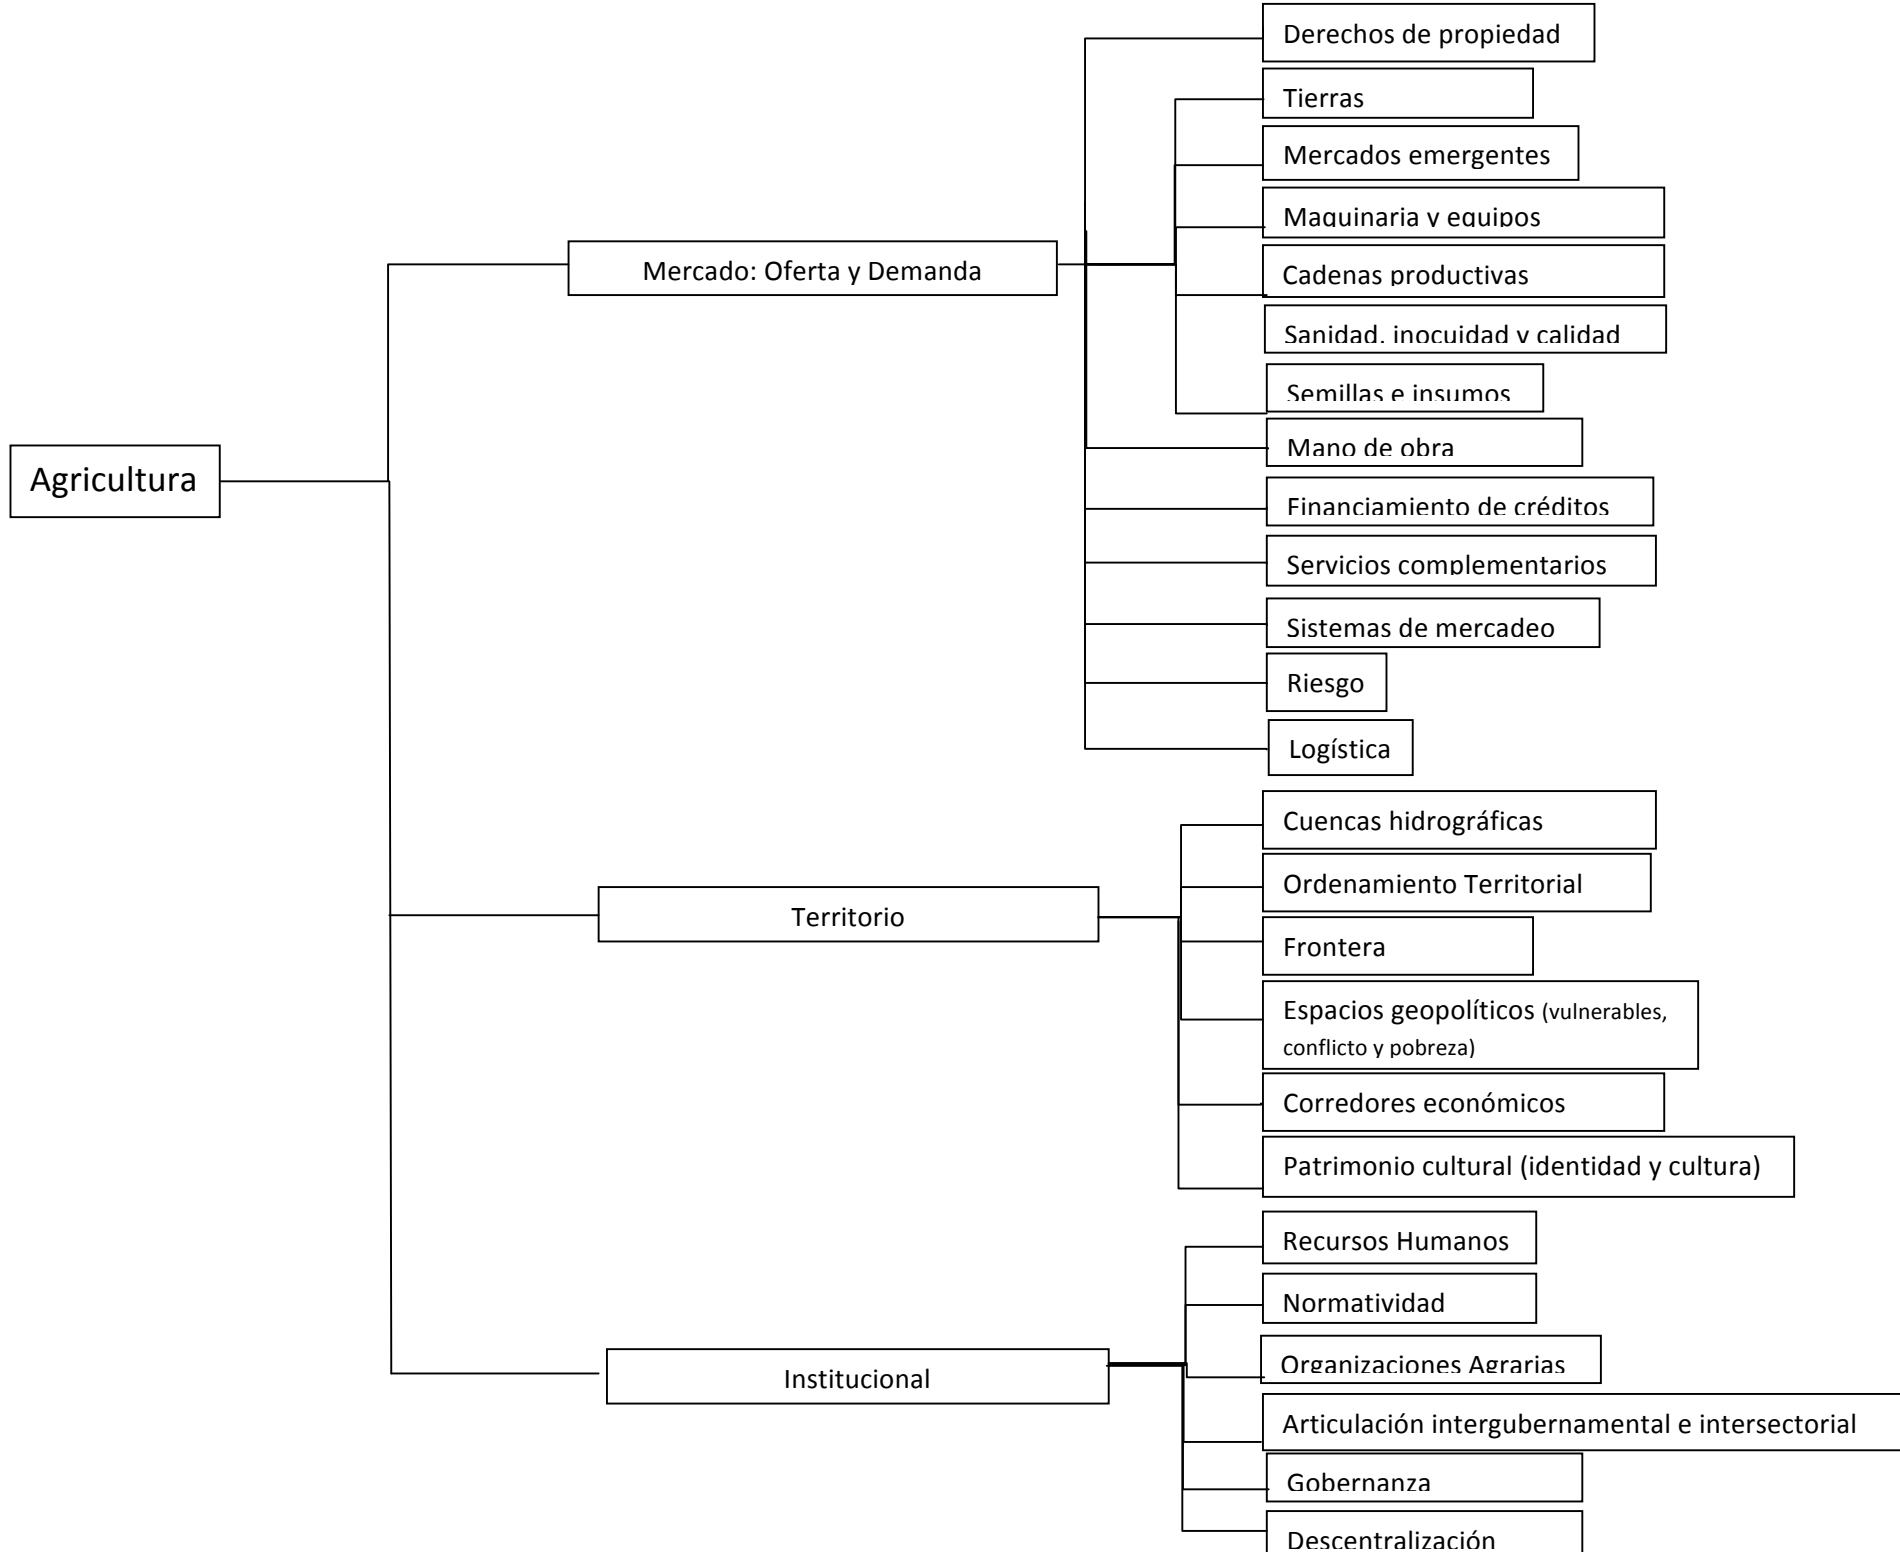 Derechos de propiedad
Tierras
Mercados emergentes
Maquinaria y equipos
Mercado: Oferta y Demanda
Cadenas productivas
Sanidad, inocuidad y calidad
Semillas e insumos
Mano de obra
Agricultura
Financiamiento de créditos
Servicios complementarios
Sistemas de mercadeo
Riesgo
Logística
Cuencas hidrográficas
Ordenamiento Territorial
Territorio
Frontera
Espacios geopolíticos (vulnerables,
conflicto y pobreza)
Corredores económicos
Patrimonio cultural (identidad y cultura)
Recursos Humanos
Normatividad
Organizaciones Agrarias
Institucional
Articulación intergubernamental e intersectorial
Gobernanza
Descentralización